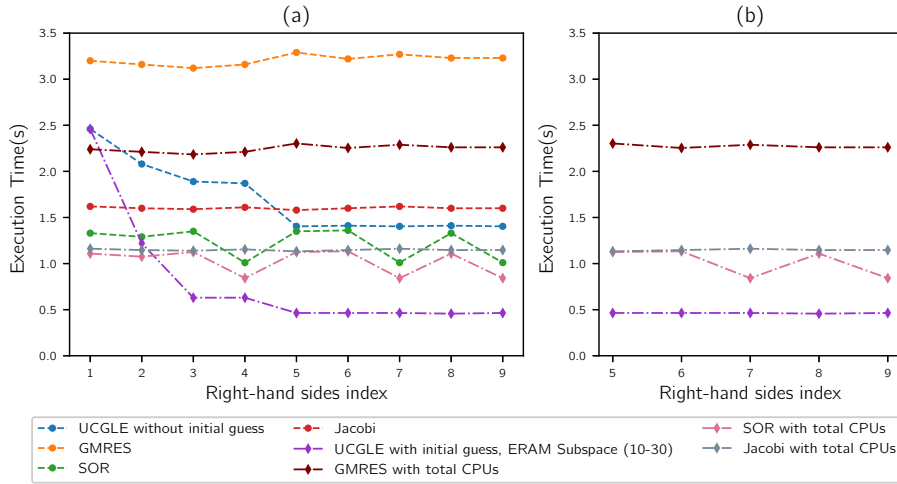 (a)
(b)
3.5
3.0
2.5
2.0
1.5
1.0
0.5
0.0
Execution Time(s)
1 2 3 4 5 6 7 8 9
Right-hand sides index
3.5
3.0
2.5
2.0
1.5
1.0
0.5
0.0
Execution Time(s)
5 6 7 8 9
Right-hand sides index
UCGLE without initial guess
GMRES
SOR
Jacobi
UCGLE with initial guess, ERAM Subspace (10-30)
GMRES with total CPUs
SOR with total CPUs
Jacobi with total CPUs